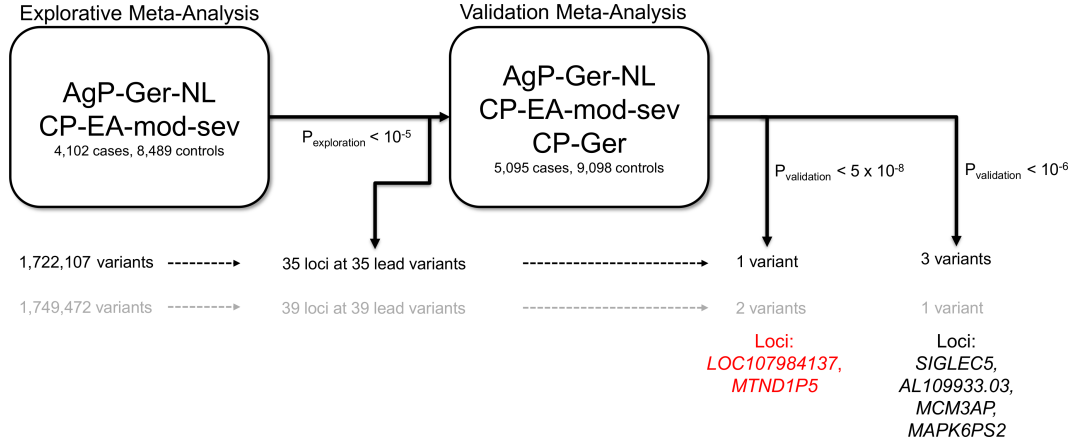 Explorative Meta-Analysis
AgP-Ger-NL
CP-EA-mod-sev
4,102 cases, 8,489 controls
P_exploration < 10^-5
Validation Meta-Analysis
AgP-Ger-NL
CP-EA-mod-sev
CP-Ger
5,095 cases, 9,098 controls
P_validation < 5 x 10^-8
P_validation < 10^-6
1,722,107 variants
35 loci at 35 lead variants
1 variant
3 variants
1,749,472 variants
39 loci at 39 lead variants
2 variants
1 variant
Loci:
LOC107984137,
MTND1P5
Loci:
SIGLEC5,
AL109933.03,
MCM3AP,
MAPK6PS2